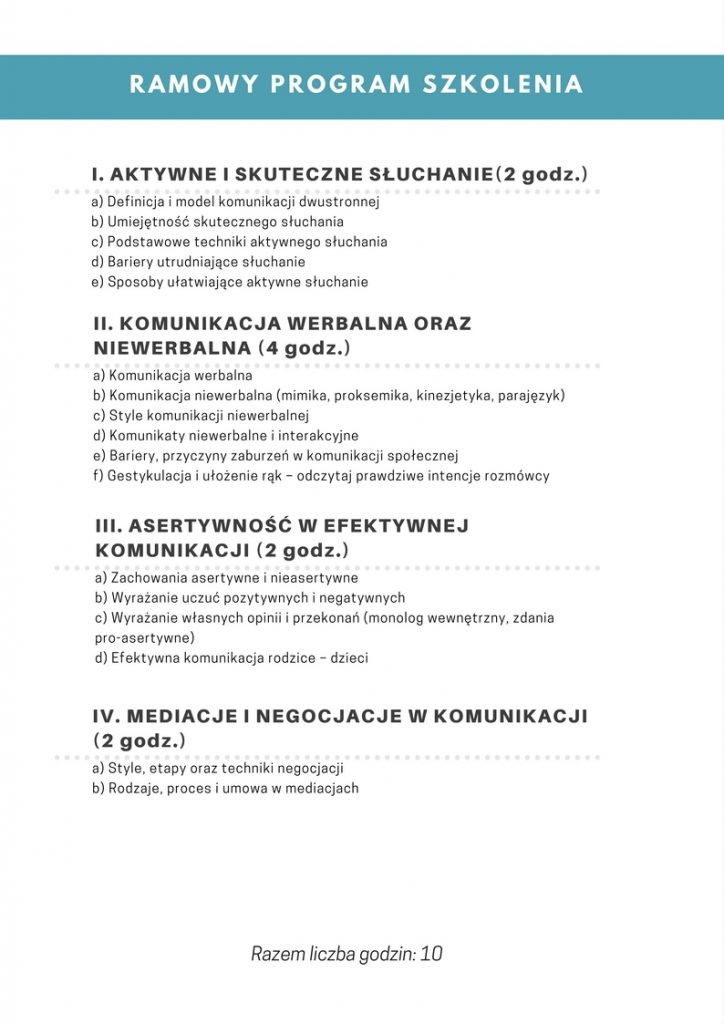 RAMOWY PROGRAM SZKOLENIA
I. AKTYWNE I SKUTECZNE SŁUCHANIE(2 godz.)
a) Definicja i model komunikacji dwustronnej
b) Umiejętność skutecznego słuchania
c) Podstawowe techniki aktywnego słuchania
d) Bariery utrudniające słuchanie
e) Sposoby ułatwiające aktywne słuchanie
II. KOMUNIKACJA WERBALNA ORAZ
NIEWERBALNA (4 godz.)
a) Komunikacja werbalna
b) Komunikacja niewerbalna (mimika, proksemika, kinezjetyka, parajęzyk)
c) Style komunikacji niewerbalnej
d) Komunikaty niewerbalne i interakcyjne
e) Bariery, przyczyny zaburzeń w komunikacji społecznej
f) Gestykulacja i ułożenie rąk – odczytaj prawdziwe intencje rozmówcy
III. ASERTYWNOŚĆ W EFEKTYWNEJ
KOMUNIKACJI (2 godz.)
a) Zachowania asertywne i nieasertywne
b) Wyrażanie uczuć pozytywnych i negatywnych
c) Wyrażanie własnych opinii i przekonań (monolog wewnętrzny, zdania
pro-asertywne)
d) Efektywna komunikacja rodzice – dzieci
IV. MEDIACJE I NEGOCJACJE W KOMUNIKACJI
(2 godz.)
a) Style, etapy oraz techniki negocjacji
b) Rodzaje, proces i umowa w mediacjach
Razem liczba godzin: 10